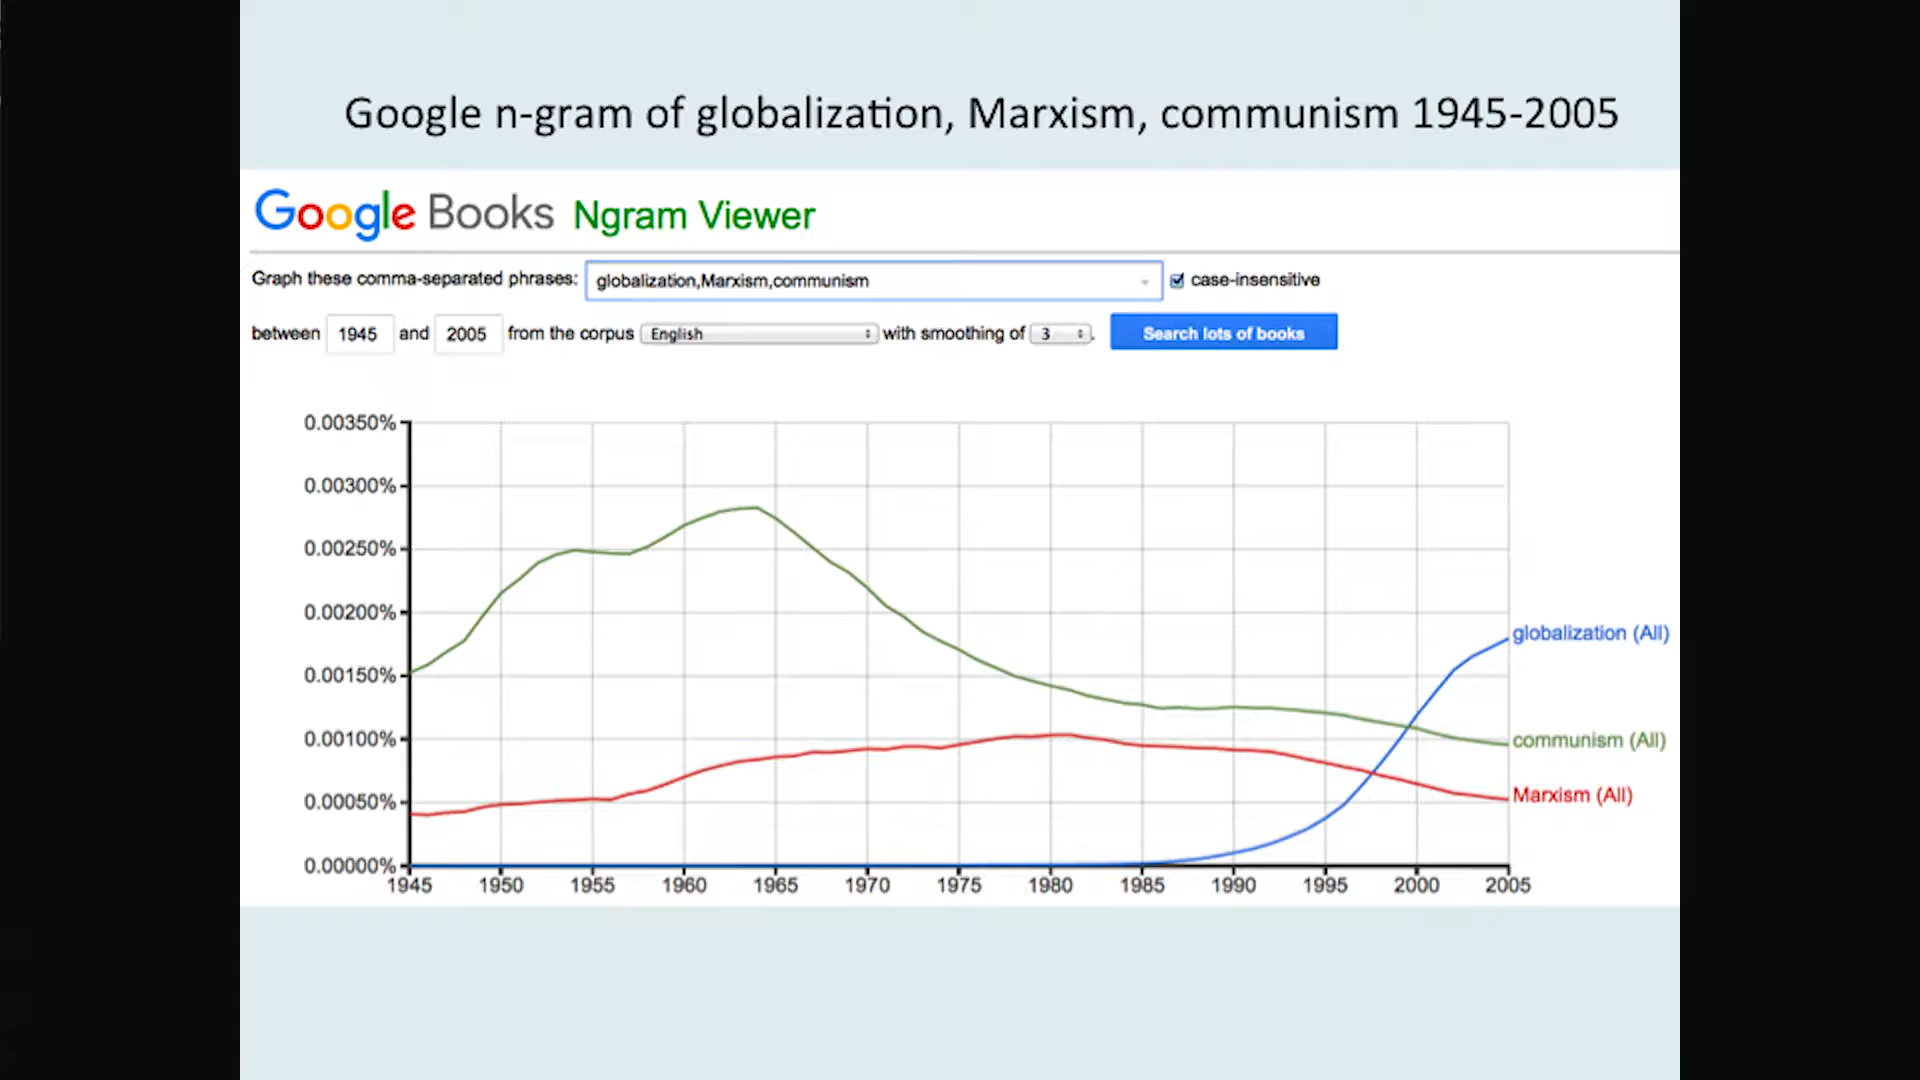 Google n-gram of globalization, Marxism, communism 1945-2005
Google Books Ngram Viewer
Graph these comma-separated phrases: globalization,Marxism,communism case-insensitive
between 1945 and 2005 from the corpus English with smoothing of 3 . Search lots of books
0.00350%
0.00300%
0.00250%
0.00200%
0.00150%
0.00100%
0.00050%
0.00000%
globalization (All)
communism (All)
Marxism (All)
1945 1950 1955 1960 1965 1970 1975 1980 1985 1990 1995 2000 2005